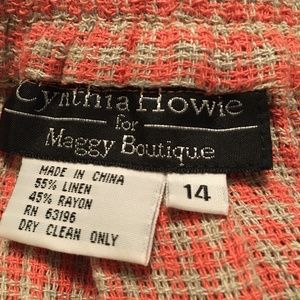 Cynthia Howie
for
Maggy Boutique
MADE IN CHINA
55% LINEN
45% RAYON
RN 63196
DRY CLEAN ONLY
14